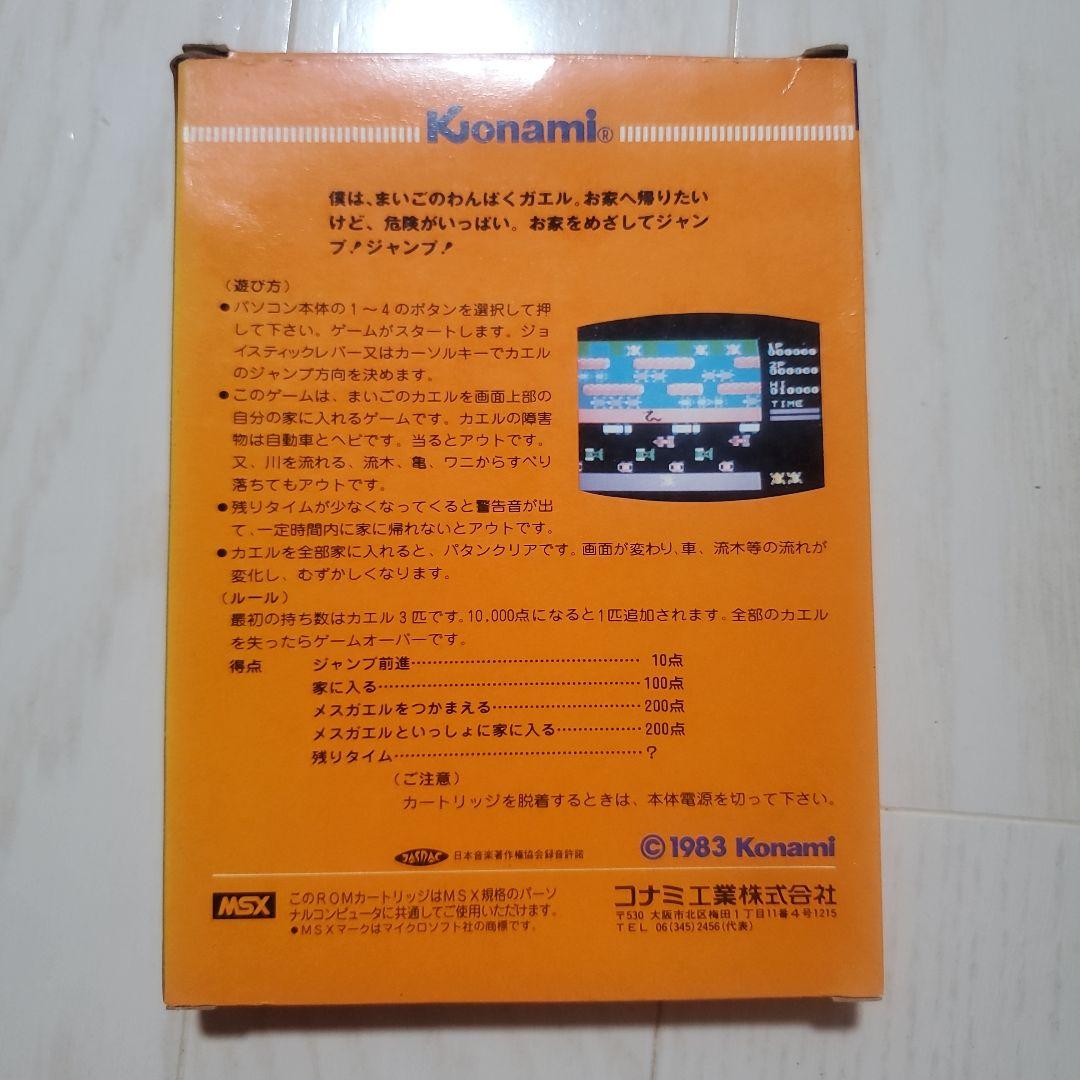 Konami®
僕は、まいごのわんぱくガエル。お家へ帰りたい
けど、危険がいっぱい。お家をめざしてジャン
プ!ジャンプ!
(遊び方)
●パソコン本体の1～4のボタンを選択して押
して下さい。ゲームがスタートします。ジョ
イスティックレバー又はカーソルキーでカエル
のジャンプ方向を決めます。
●このゲームは、まいごのカエルを画面上部の
自分の家に入れるゲームです。カエルの障害
物は自動車とヘビです。当るとアウトです。
又、川を流れる、流木、亀、ワニからすべり
落ちてもアウトです。
●残りタイムが少なくなってくると警告音が出
て、一定時間内に家に帰れないとアウトです。
●カエルを全部家に入れると、パタンクリアです。画面が変わり、車、流木等の流れが
変化し、むずかしくなります。
1P
000000
2P
000000
HI
010000
TIME
(ルール)
最初の持ち数はカエル3匹です。10,000点になると1匹追加されます。全部のカエル
を失ったらゲームオーバーです。
得点 ジャンプ前進……………………………………… 10点
家に入る………………………………………… 100点
メスガエルをつかまえる……………………… 200点
メスガエルといっしょに家に入る…………… 200点
残りタイム……………………………………… ?
(ご注意)
カートリッジを脱着するときは、本体電源を切って下さい。
JASRAC 日本音楽著作権協会録音許諾
©1983 Konami
MSX このROMカートリッジはMSX規格のパーソ
ナルコンピュータに共通してご使用いただけます。
●MSXマークはマイクロソフト社の商標です。
コナミ工業株式会社
〒530 大阪市北区梅田1丁目11番4号1215
TEL 06(345)2456(代表)